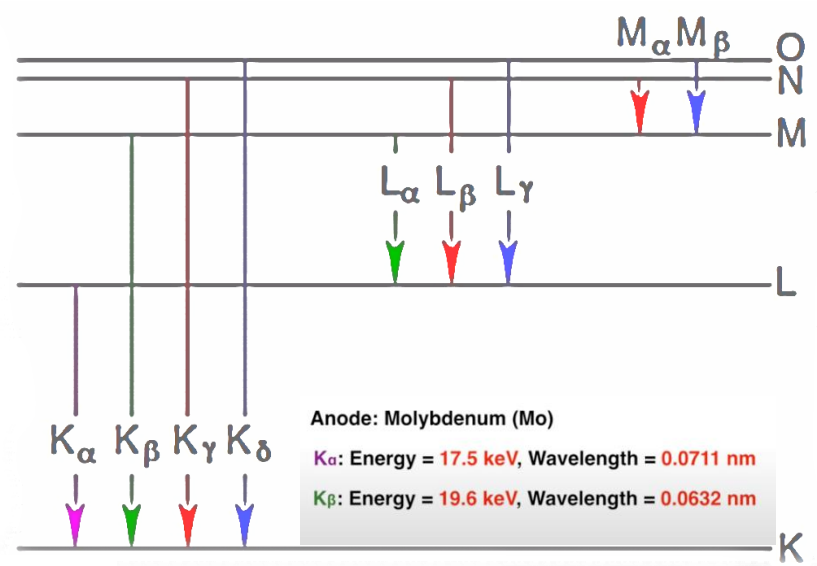 Mα Mβ
O
N
M
Lα Lβ Lγ
L
Anode: Molybdenum (Mo)
Kα Kβ Kγ Kδ
Kα: Energy = 17.5 keV, Wavelength = 0.0711 nm
Kβ: Energy = 19.6 keV, Wavelength = 0.0632 nm
K